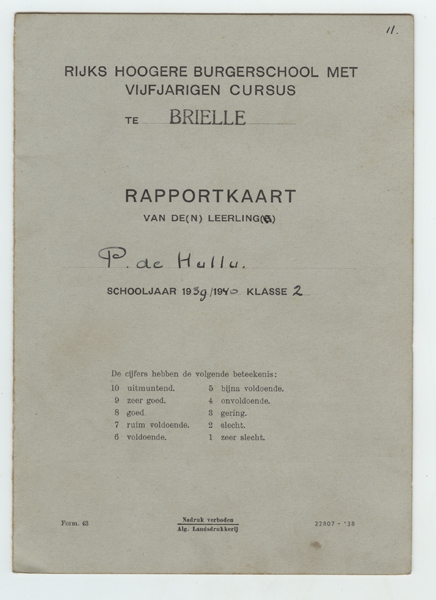 11.
RIJKS HOOGERE BURGERSCHOOL MET
VIJFJARIGEN CURSUS
TE BRIELLE
RAPPORTKAART
VAN DE(N) LEERLING(E)
P. de Hullu.
SCHOOLJAAR 1939/1940 KLASSE 2
De cijfers hebben de volgende beteekenis:
10 uitmuntend. 5 bijna voldoende.
9 zeer goed. 4 onvoldoende.
8 goed. 3 gering.
7 ruim voldoende. 2 slecht.
6 voldoende. 1 zeer slecht.
Form. 43 Nadruk verboden 22807 - '38
Alg. Landsdrukkerij